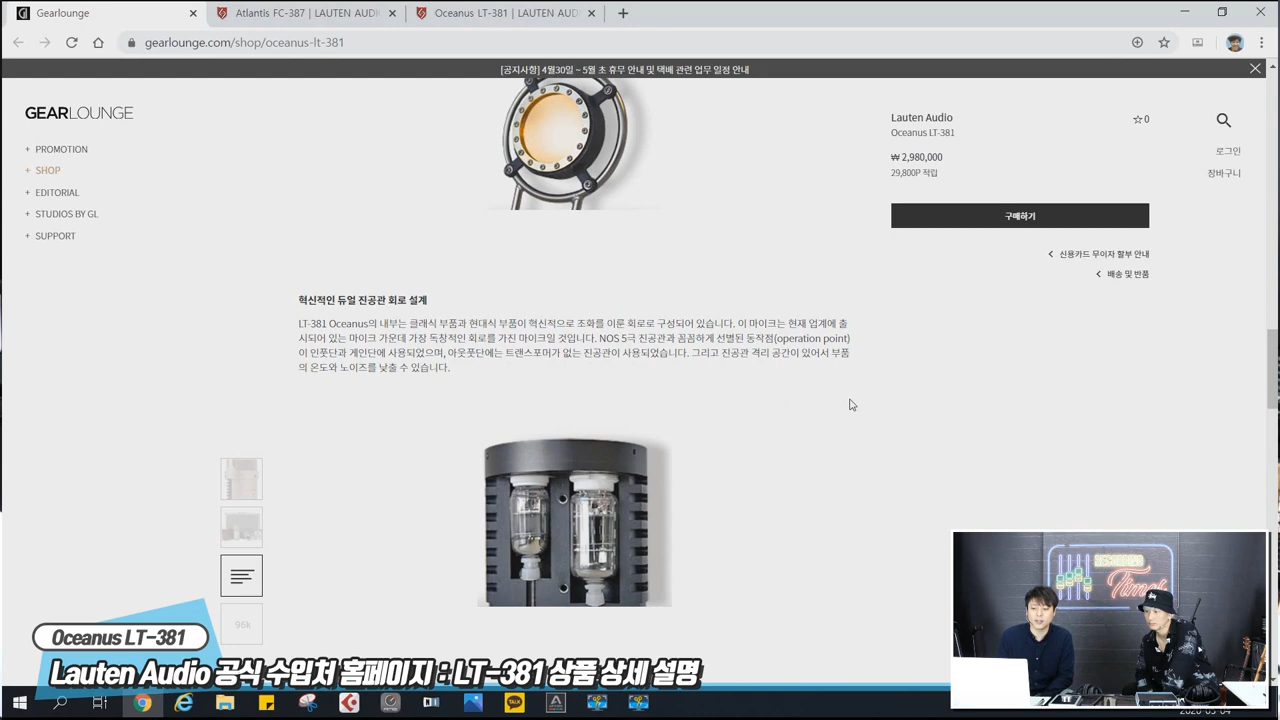 Gearlounge
Atlantis FC-387 | LAUTEN AUDI
Oceanus LT-381 | LAUTEN AUD
gearlounge.com/shop/oceanus-lt-381
[공지사항] 4월30일 ~ 5월 초 휴무 안내 및 택배 관련 업무 일정 안내
GEARLOUNGE
+ PROMOTION
+ SHOP
+ EDITORIAL
+ STUDIOS BY GL
+ SUPPORT
Lauten Audio
☆0
Oceanus LT-381
₩ 2,980,000
29,800P 적립
구매하기
신용카드 무이자 할부 안내
배송 및 반품
로그인
장바구니
혁신적인 듀얼 진공관 회로 설계
LT-381 Oceanus의 내부는 클래식 부품과 현대식 부품이 혁신적으로 조화를 이룬 회로로 구성되어 있습니다. 이 마이크는 현재 업계에 출
시되어 있는 마이크 가운데 가장 독창적인 회로를 가진 마이크일 것입니다. NOS 5극 진공관과 꼼꼼하게 선별된 동작점(operation point)
이 인풋단과 게인단에 사용되었으며, 아웃풋단에는 트랜스포머가 없는 진공관이 사용되었습니다. 그리고 진공관 격리 공간이 있어서 부품
의 온도와 노이즈를 낮출 수 있습니다.
96k
RECORDING
Times
Oceanus LT-381
Lauten Audio 공식 수입처 홈페이지 : LT-381 상품 상세 설명
TALK
2020-05-04